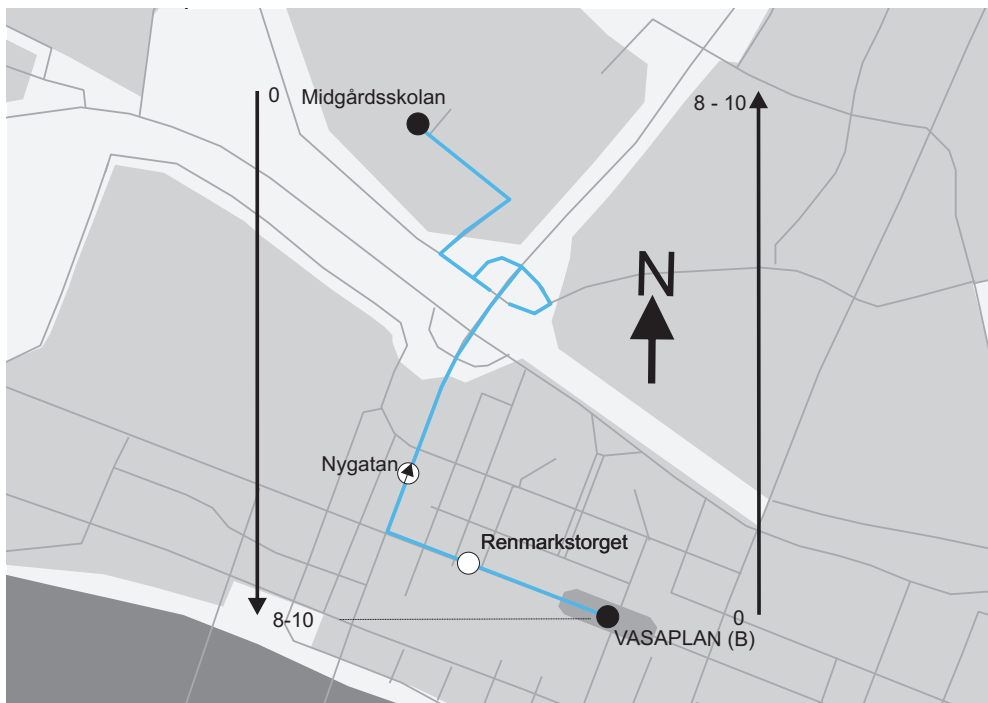 0
Midgårdsskolan
8 - 10
N
Nygatan
Renmarkstorget
8-10
0
VASAPLAN (B)